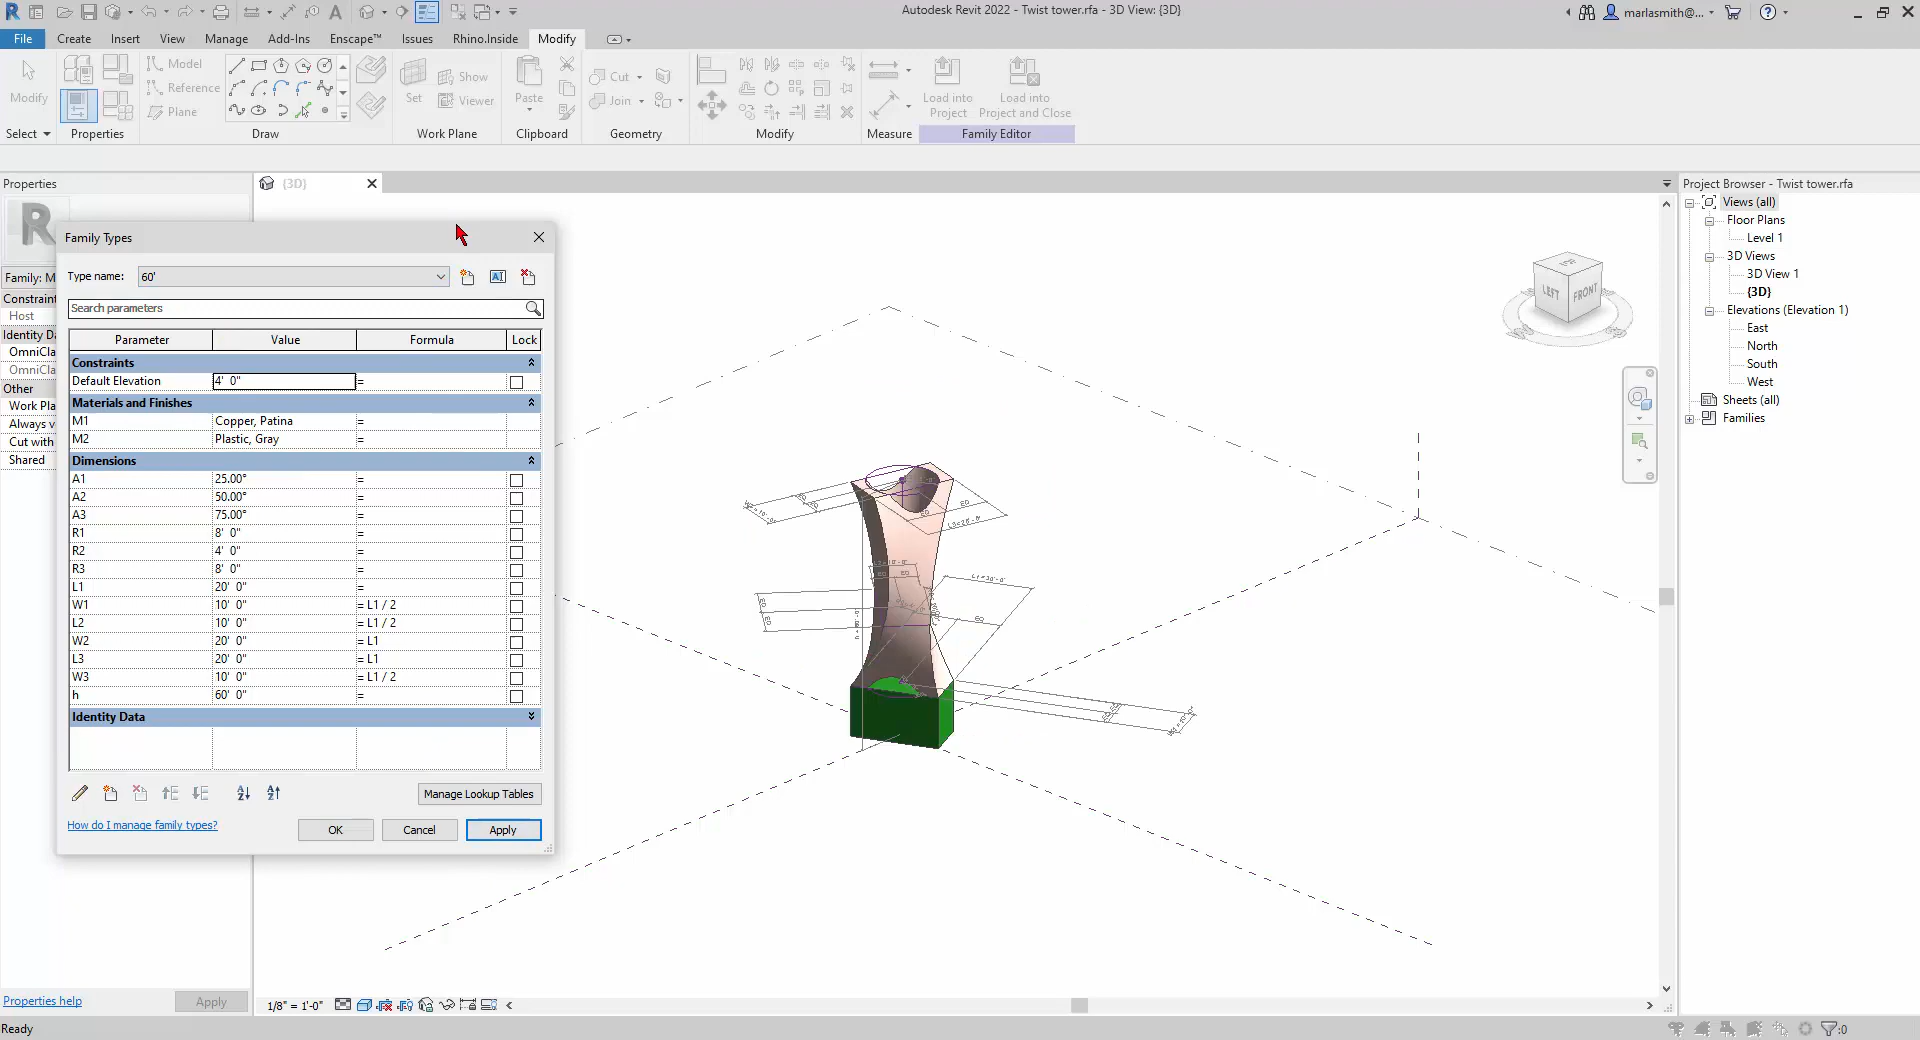 Autodesk Revit 2022 - Twist tower.rfa - 3D View: {3D}
marlasmith@...
File Create Insert View Manage Add-Ins Enscape™ Issues Rhino.Inside Modify
Modify
Model
Reference
Plane
Set
Show
Viewer
Paste
Cut
Join
Load into
Project
Load into
Project and Close
Select Properties Draw Work Plane Clipboard Geometry Modify Measure Family Editor
Properties
{3D}
Project Browser - Twist tower.rfa
Views (all)
Floor Plans
Level 1
3D Views
3D View 1
{3D}
Elevations (Elevation 1)
East
North
South
West
Sheets (all)
Families
Family: M
Constraint
Host
Identity Da
OmniCla
OmniCla
Other
Work Pla
Always v
Cut with
Shared
Family Types
Type name: 60'
Search parameters
Parameter Value Formula Lock
Constraints
Default Elevation 4' 0" =
Materials and Finishes
M1 Copper, Patina =
M2 Plastic, Gray =
Dimensions
A1 25.00° =
A2 50.00° =
A3 75.00° =
R1 8' 0" =
R2 4' 0" =
R3 8' 0" =
L1 20' 0" =
W1 10' 0" = L1 / 2
L2 10' 0" = L1 / 2
W2 20' 0" = L1
L3 20' 0" = L1
W3 10' 0" = L1 / 2
h 60' 0" =
Identity Data
Manage Lookup Tables
How do I manage family types?
OK Cancel Apply
LEFT FRONT
EQ
EQ
EQ
EQ
EQ
EQ
Properties help
Apply
1/8" = 1'-0"
Ready
:0